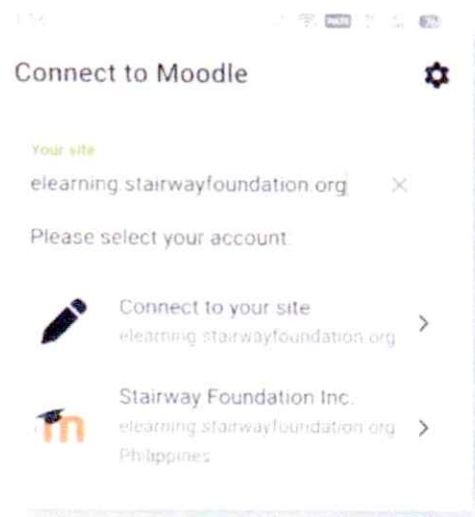 Connect to Moodle
Your site
elearning.stairwayfoundation.org
Please select your account:
Connect to your site
elearning.stairwayfoundation.org
Stairway Foundation Inc.
elearning.stairwayfoundation.org
Philippines